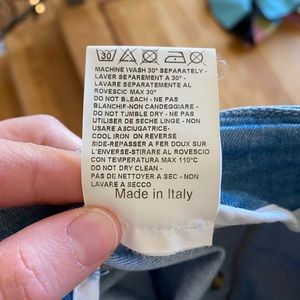 30
MACHINE WASH 30° SEPARATELY -
LAVER SEPAREMENT A 30° -
LAVARE SEPARATAMENTE AL
ROVESCIO MAX 30°
DO NOT BLEACH - NE PAS
BLANCHIR-NON CANDEGGIARE -
DO NOT TUMBLE DRY - NE PAS
UTILISER DE SÈCHE LINGE - NON
USARE ASCIUGATRICE-
COOL IRON ON REVERSE
SIDE-REPASSER A FER DOUX SUR
L'ENVERS-STIRARE AL ROVESCIO
CON TEMPERATURA MAX 110°C
DO NOT DRY CLEAN -
PAS DE NETTOYER A SEC - NON
LAVARE A SECCO
Made in Italy